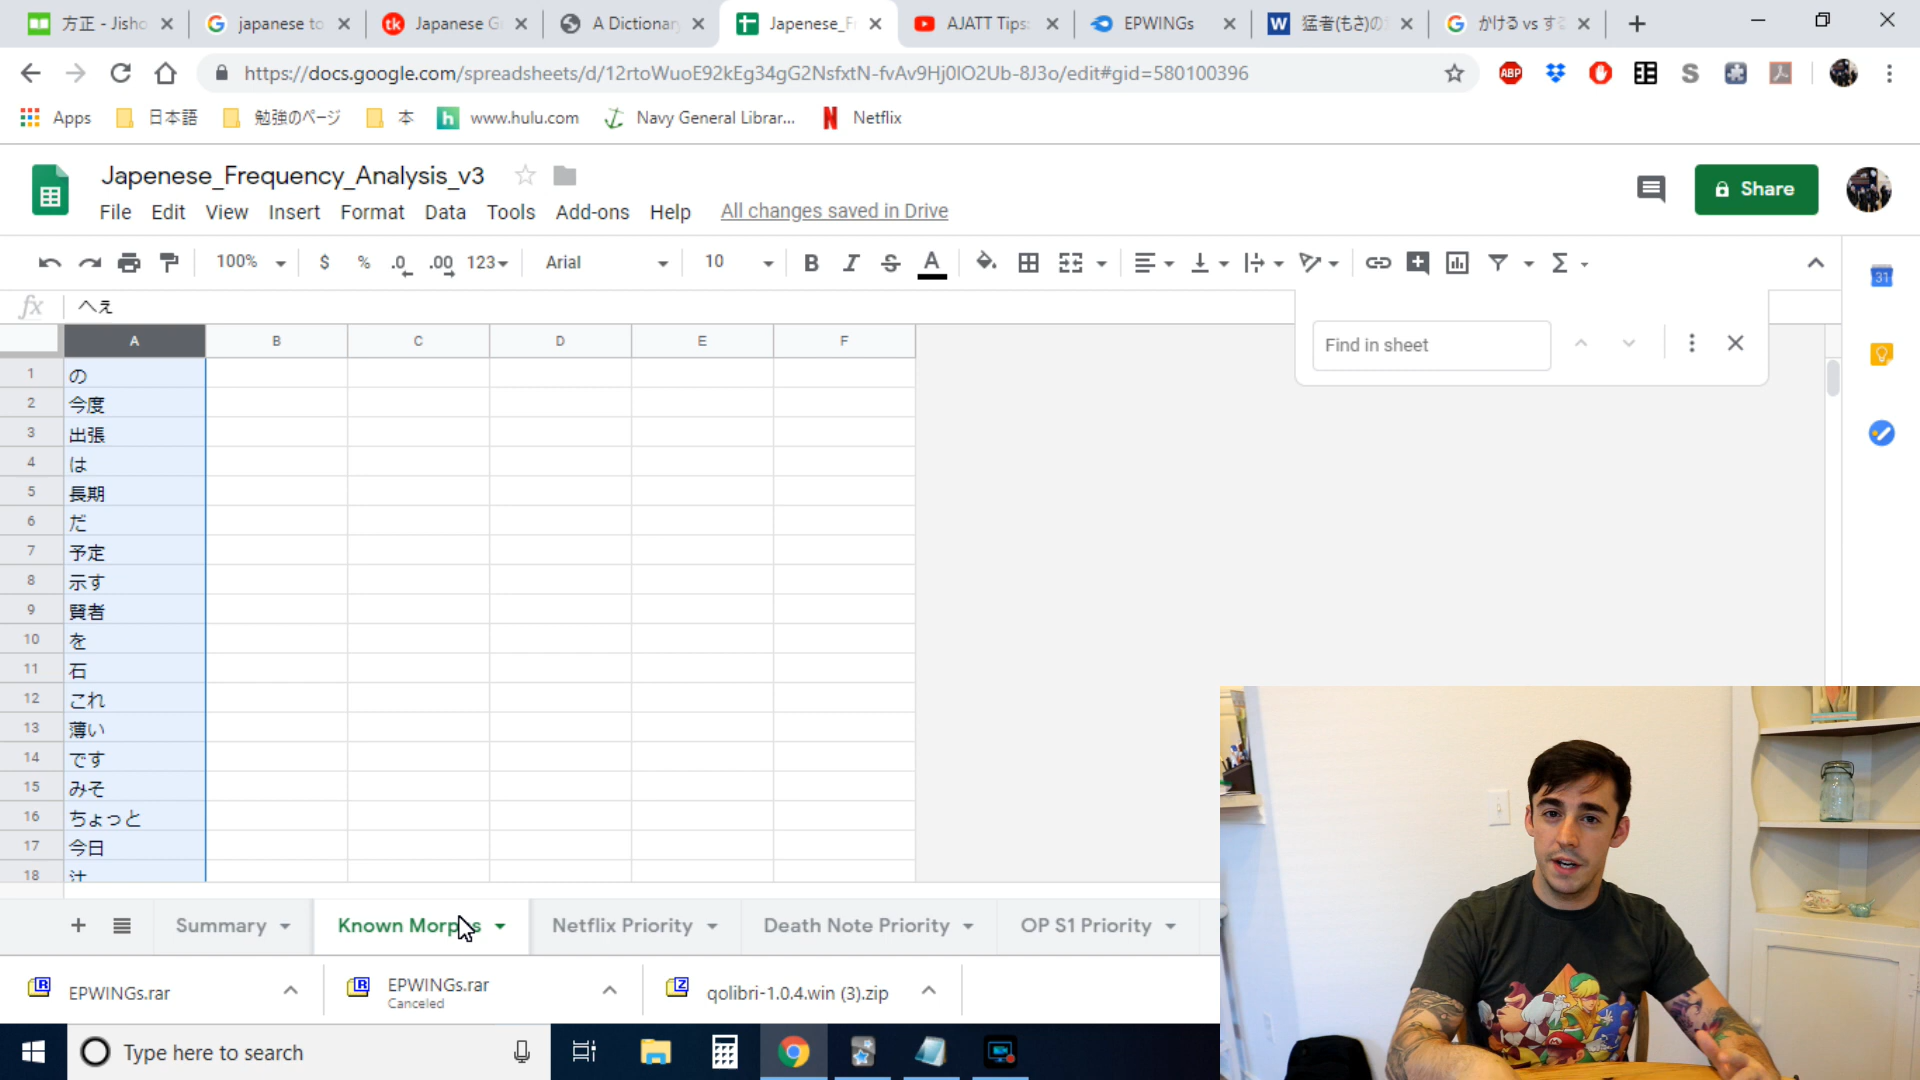 方正 - Jisho
japanese to
Japanese G
A Dictionary
Japenese_Fr
AJATT Tips:
EPWINGs
猛者(もさ)の
かける vs す
https://docs.google.com/spreadsheets/d/12rtoWuoE92kEg34gG2NsfxtN-fvAv9Hj0IO2Ub-8J3o/edit#gid=580100396
ABP
Apps
日本語
勉強のページ
本
www.hulu.com
Navy General Librar...
Netflix
Japenese_Frequency_Analysis_v3
Share
File Edit View Insert Format Data Tools Add-ons Help All changes saved in Drive
100% $ % .0 .00 123 Arial 10 B I S A
31
fx へえ
Find in sheet
A B C D E F
1 の
2 今度
3 出張
4 は
5 長期
6 だ
7 予定
8 示す
9 賢者
10 を
11 石
12 これ
13 薄い
14 です
15 みそ
16 ちょっと
17 今日
18 汁
Summary
Known Morphs
Netflix Priority
Death Note Priority
OP S1 Priority
EPWINGs.rar
EPWINGs.rar
Canceled
qolibri-1.0.4.win (3).zip
Type here to search